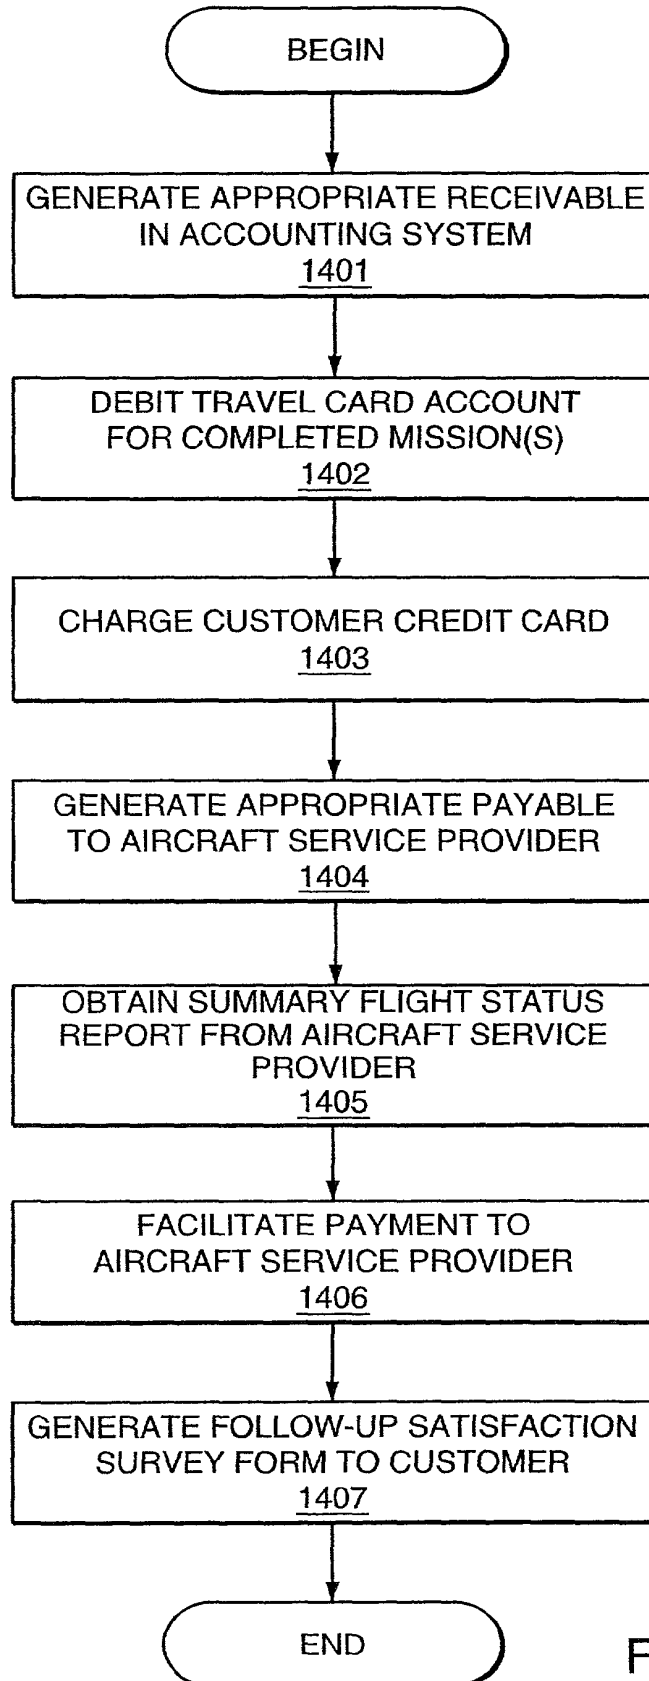 BEGIN
GENERATE APPROPRIATE RECEIVABLE
IN ACCOUNTING SYSTEM
1401
DEBIT TRAVEL CARD ACCOUNT
FOR COMPLETED MISSION(S)
1402
CHARGE CUSTOMER CREDIT CARD
1403
GENERATE APPROPRIATE PAYABLE
TO AIRCRAFT SERVICE PROVIDER
1404
OBTAIN SUMMARY FLIGHT STATUS
REPORT FROM AIRCRAFT SERVICE
PROVIDER
1405
FACILITATE PAYMENT TO
AIRCRAFT SERVICE PROVIDER
1406
GENERATE FOLLOW-UP SATISFACTION
SURVEY FORM TO CUSTOMER
1407
END